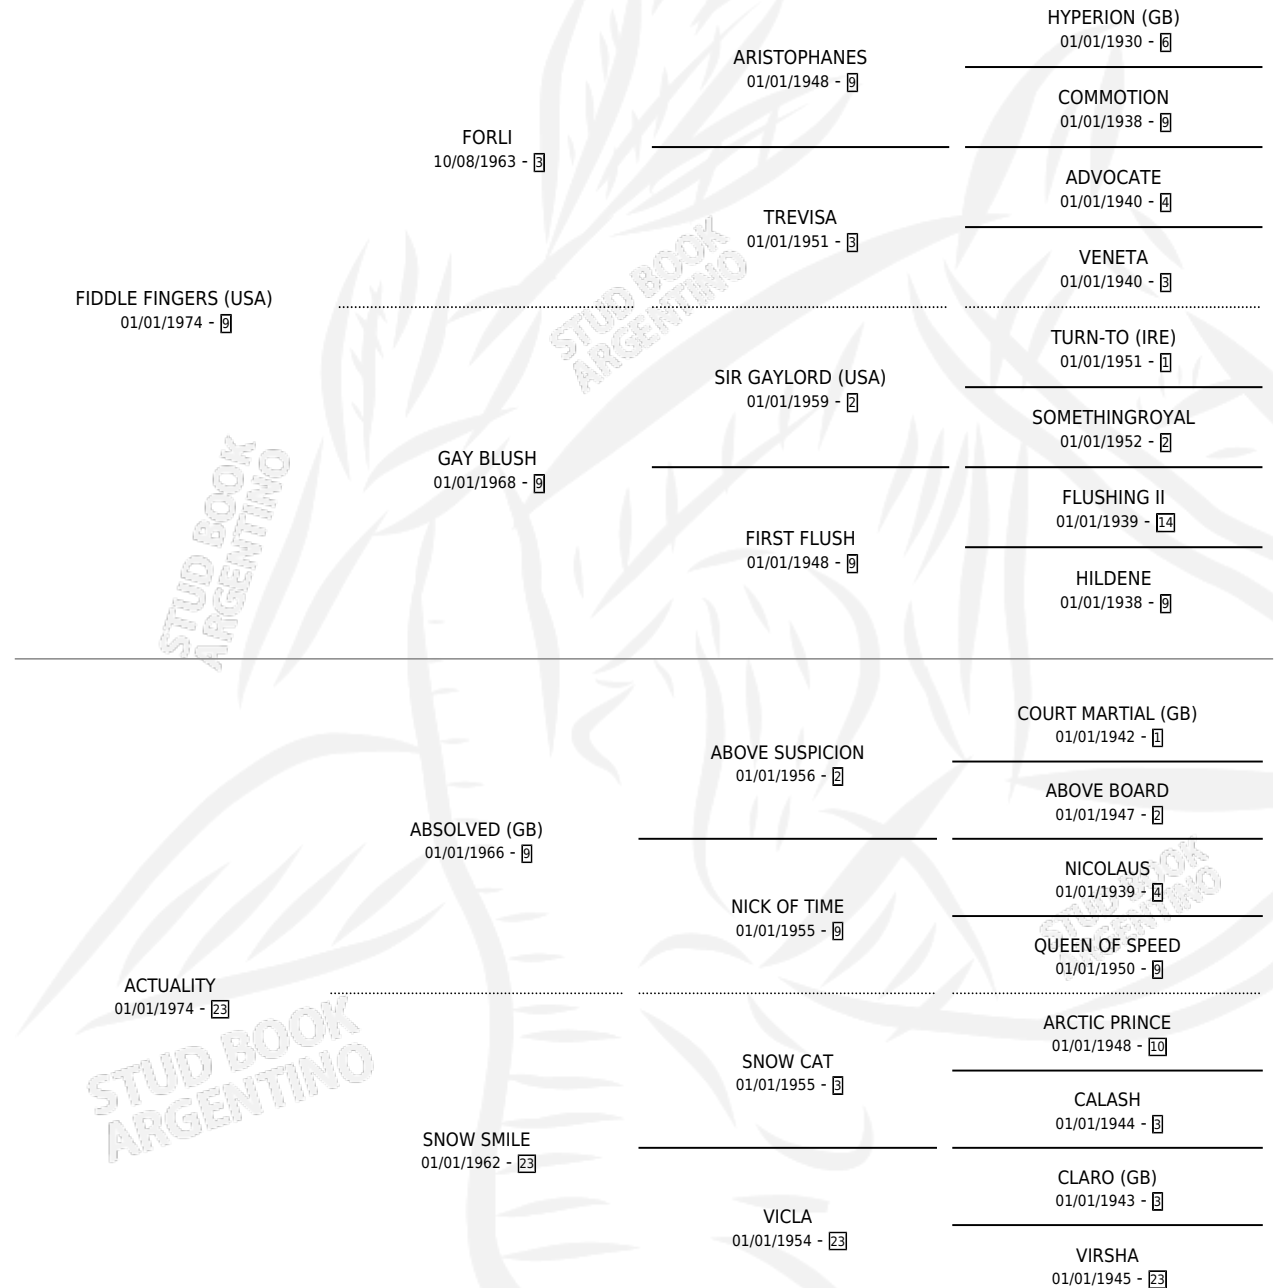 HYPERION (GB)
01/01/1930 - 6
ARISTOPHANES
01/01/1948 - 9
COMMOTION
01/01/1938 - 9
FORLI
10/08/1963 - 3
ADVOCATE
01/01/1940 - 4
TREVISA
01/01/1951 - 3
VENETA
01/01/1940 - 3
FIDDLE FINGERS (USA)
01/01/1974 - 9
TURN-TO (IRE)
01/01/1951 - 1
SIR GAYLORD (USA)
01/01/1959 - 2
SOMETHINGROYAL
01/01/1952 - 2
GAY BLUSH
01/01/1968 - 9
FLUSHING II
01/01/1939 - 14
FIRST FLUSH
01/01/1948 - 9
HILDENE
01/01/1938 - 9
COURT MARTIAL (GB)
01/01/1942 - 1
ABOVE SUSPICION
01/01/1956 - 2
ABOVE BOARD
01/01/1947 - 2
ABSOLVED (GB)
01/01/1966 - 9
NICOLAUS
01/01/1939 - 4
NICK OF TIME
01/01/1955 - 9
QUEEN OF SPEED
01/01/1950 - 9
ACTUALITY
01/01/1974 - 23
ARCTIC PRINCE
01/01/1948 - 10
SNOW CAT
01/01/1955 - 3
CALASH
01/01/1944 - 3
SNOW SMILE
01/01/1962 - 23
CLARO (GB)
01/01/1943 - 3
VICLA
01/01/1954 - 23
VIRSHA
01/01/1945 - 23
STUD BOOK
ARGENTINO
STUD BOOK
ARGENTINO
STUD BOOK
ARGENTINO
STUD BOOK
ARGENTINO